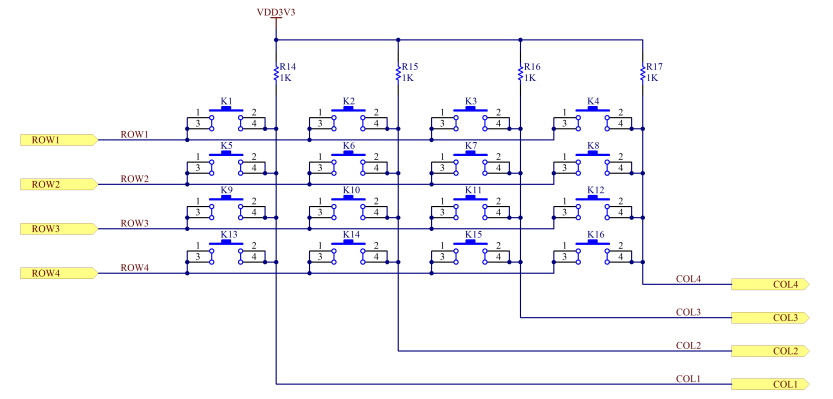 VDD3V3
R14 R15 R16 R17
1K 1K 1K 1K
K1 K2 K3 K4
1 2 1 2 1 2 1 2
3 4 3 4 3 4 3 4
ROW1 ROW1
K5 K6 K7 K8
1 2 1 2 1 2 1 2
3 4 3 4 3 4 3 4
ROW2 ROW2
K9 K10 K11 K12
1 2 1 2 1 2 1 2
3 4 3 4 3 4 3 4
ROW3 ROW3
K13 K14 K15 K16
1 2 1 2 1 2 1 2
3 4 3 4 3 4 3 4
ROW4 ROW4
COL4 COL4
COL3 COL3
COL2 COL2
COL1 COL1